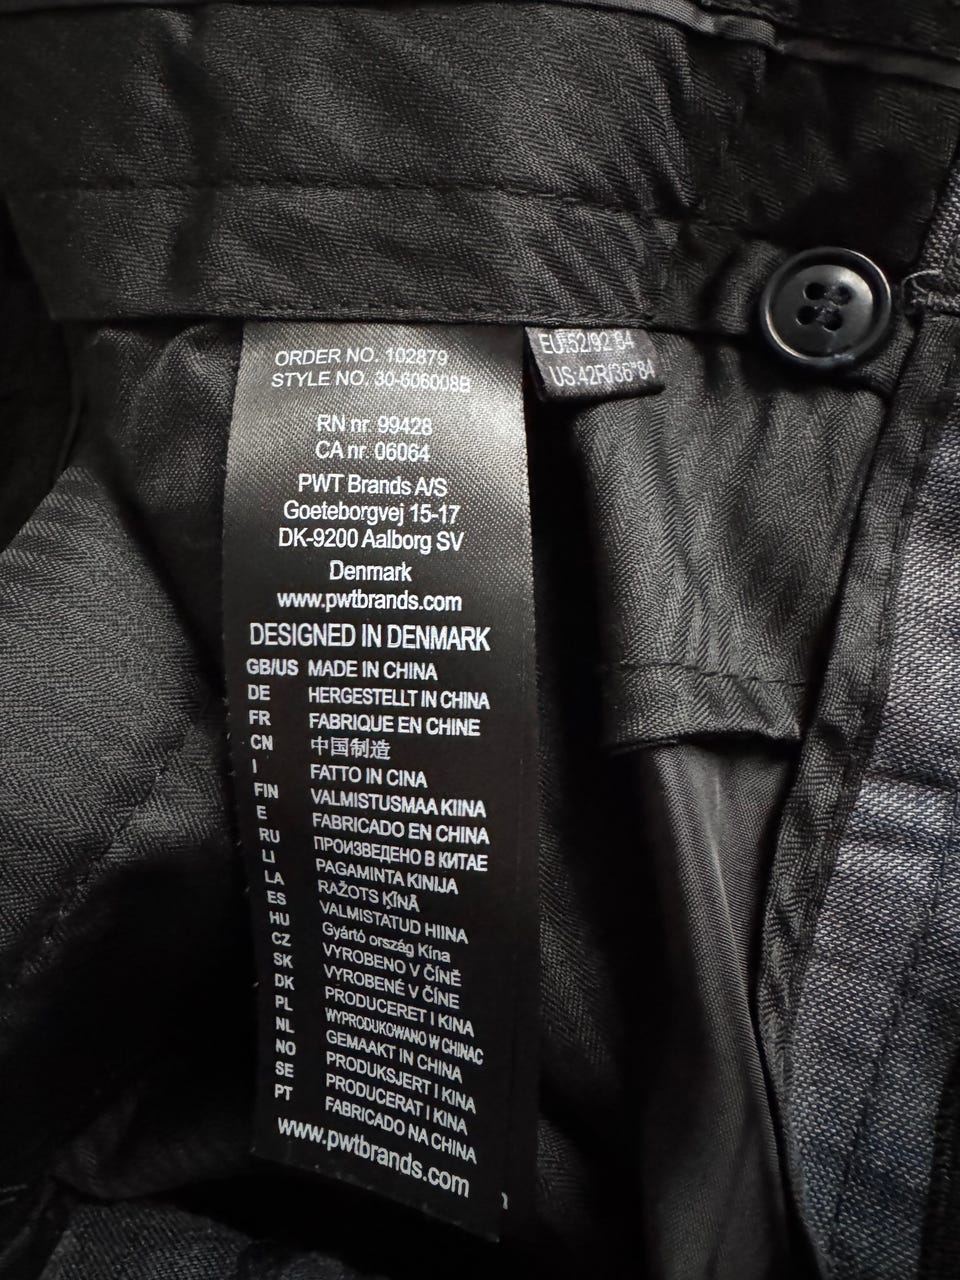 ORDER NO. 102879
STYLE NO. 30-606008B
RN nr. 99428
CA nr. 06064
PWT Brands A/S
Goeteborgvej 15-17
DK-9200 Aalborg SV
Denmark
www.pwtbrands.com
DESIGNED IN DENMARK
GB/US MADE IN CHINA
DE HERGESTELLT IN CHINA
FR FABRIQUE EN CHINE
CN 中国制造
I FATTO IN CINA
FIN VALMISTUSMAA KIINA
E FABRICADO EN CHINA
RU ПРОИЗВЕДЕНО В КИТАЕ
LI PAGAMINTA KINIJA
LA RAŽOTS ĶĪNĀ
ES VALMISTATUD HIINA
HU Gyártó ország Kína
CZ VYROBENO V ČÍNĚ
SK VYROBENÉ V ČÍNE
DK PRODUCERET I KINA
PL WYPRODUKOWANO W CHINAC
NL GEMAAKT IN CHINA
NO PRODUKSJERT I KINA
SE PRODUCERAT I KINA
PT FABRICADO NA CHINA
www.pwtbrands.com
EU:52/92 84
US:42R/36"84